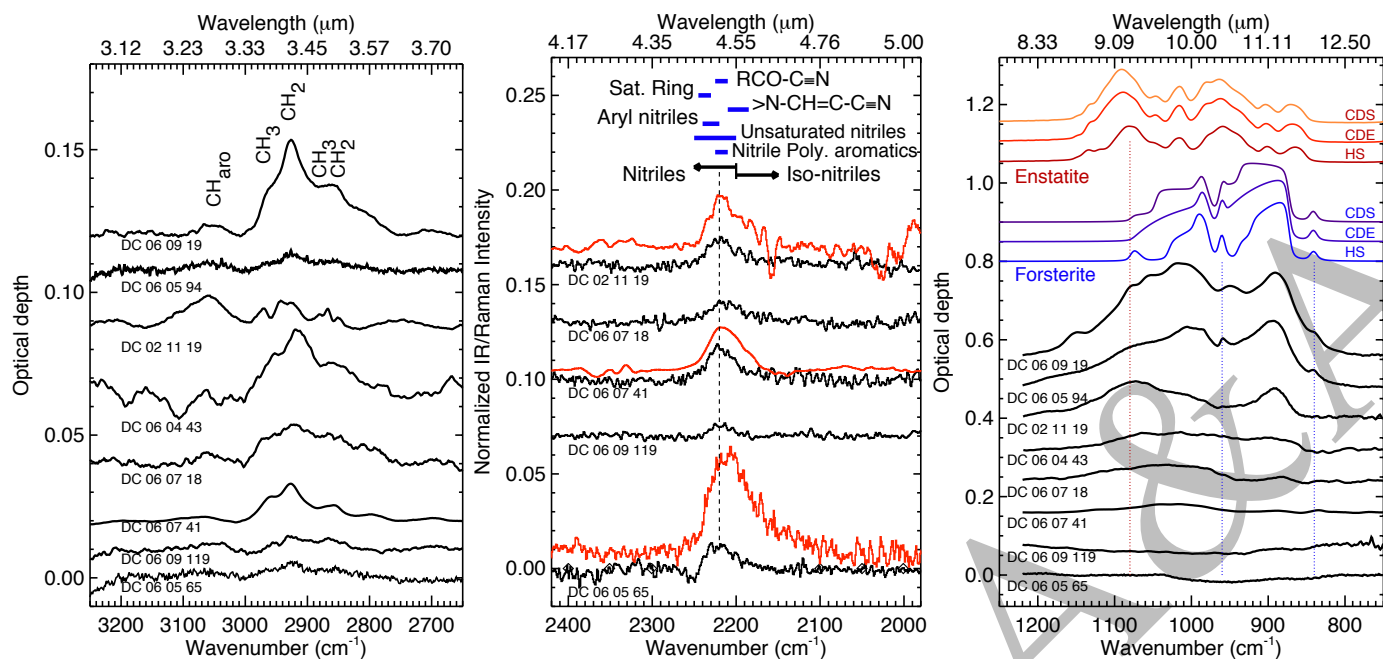 Wavelength (μm)
3.12 3.23 3.33 3.45 3.57 3.70
Optical depth
0.15
0.10
0.05
0.00
CH3
CH2
CHaro
CH3
CH2
DC 06 09 19
DC 06 05 94
DC 02 11 19
DC 06 04 43
DC 06 07 18
DC 06 07 41
DC 06 09 119
DC 06 05 65
3200 3100 3000 2900 2800 2700
Wavenumber (cm-1)
Wavelength (μm)
4.17 4.35 4.55 4.76 5.00
Normalized IR/Raman Intensity
0.25
0.20
0.15
0.10
0.05
0.00
RCO-C≡N
Sat. Ring
>N-CH=C-C≡N
Aryl nitriles
Unsaturated nitriles
Nitrile Poly. aromatics
Nitriles
Iso-nitriles
DC 02 11 19
DC 06 07 18
DC 06 07 41
DC 06 09 119
DC 06 05 65
2400 2300 2200 2100 2000
Wavenumber (cm-1)
Wavelength (μm)
8.33 9.09 10.00 11.11 12.50
Optical depth
1.2
1.0
0.8
0.6
0.4
0.2
0.0
CDS
CDE
HS
Enstatite
CDS
CDE
HS
Forsterite
DC 06 09 19
DC 06 05 94
DC 02 11 19
DC 06 04 43
DC 06 07 18
DC 06 07 41
DC 06 09 119
DC 06 05 65
1200 1100 1000 900 800
Wavenumber (cm-1)
A&A